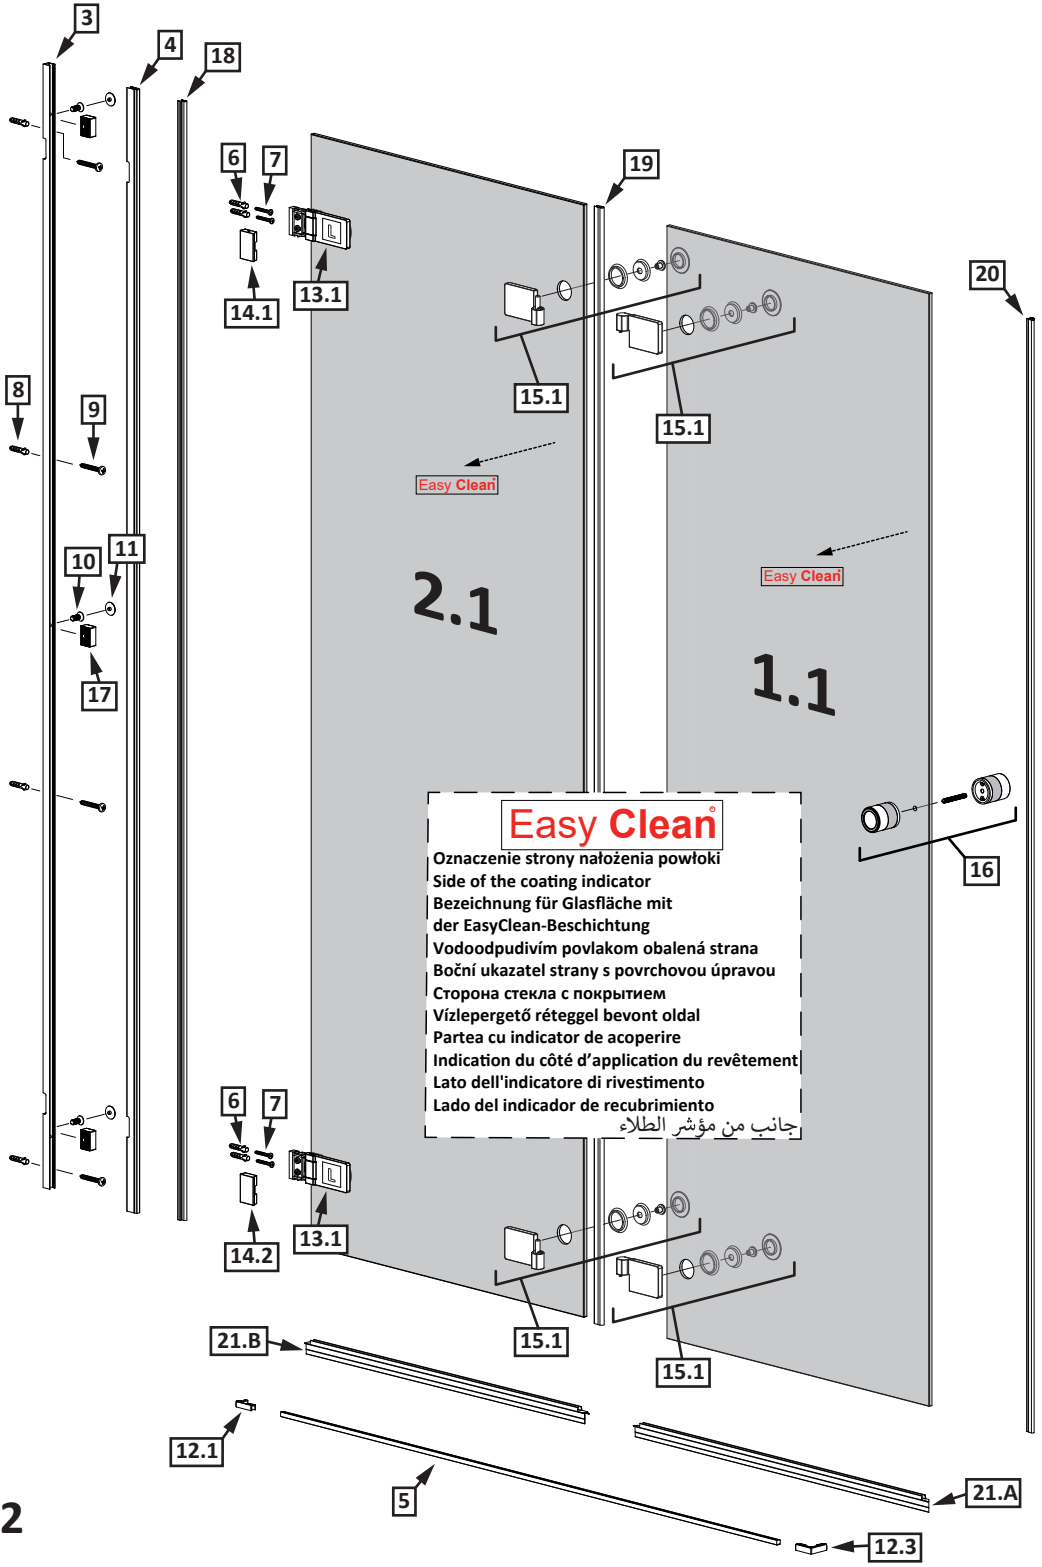 3
4
18
6
7
19
14.1
13.1
20
15.1
15.1
8
9
Easy Clean
Easy Clean
10
11
2.1
1.1
17
Easy Clean®
Oznaczenie strony nałożenia powłoki
Side of the coating indicator
Bezeichnung für Glasfläche mit
der EasyClean-Beschichtung
Vodoodpudivím povlakom obalená strana
Boční ukazatel strany s povrchovou úpravou
Сторона стекла с покрытием
Vízlepergető réteggel bevont oldal
Partea cu indicator de acoperire
Indication du côté d'application du revêtement
Lato dell'indicatore di rivestimento
Lado del indicador de recubrimiento
جانب من مؤشر الطلاء
16
6
7
L
L
14.2
13.1
15.1
15.1
21.B
12.1
5
21.A
12.3
2